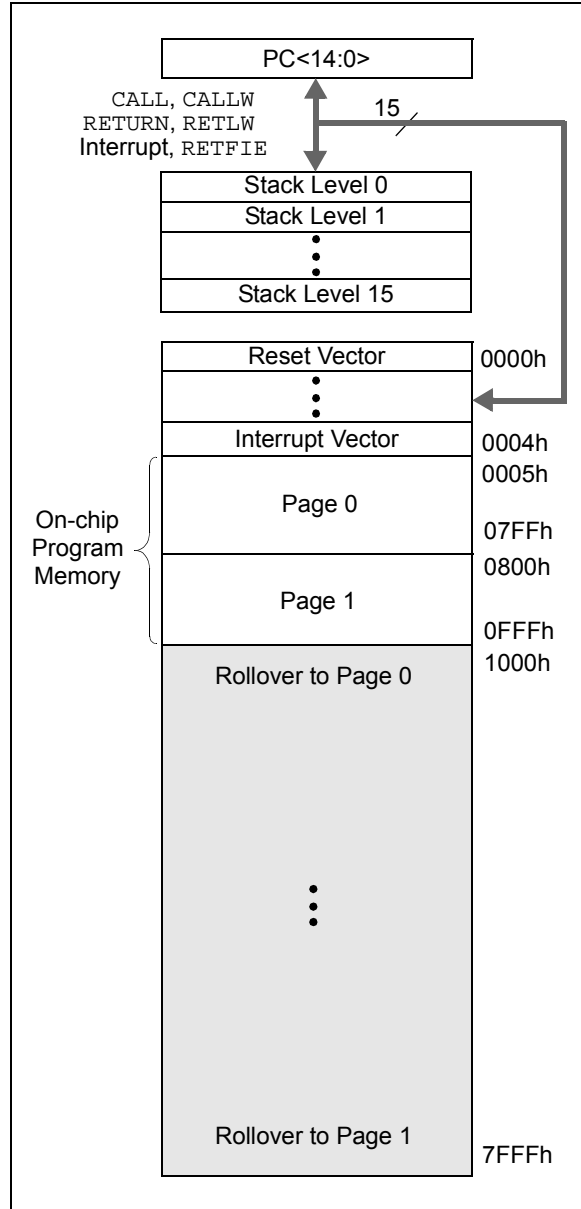 PC<14:0>
CALL, CALLW
RETURN, RETLW
Interrupt, RETFIE
15
Stack Level 0
Stack Level 1
Stack Level 15
Reset Vector
0000h
Interrupt Vector
0004h
0005h
On-chip
Program
Memory
Page 0
07FFh
0800h
Page 1
0FFFh
1000h
Rollover to Page 0
Rollover to Page 1
7FFFh